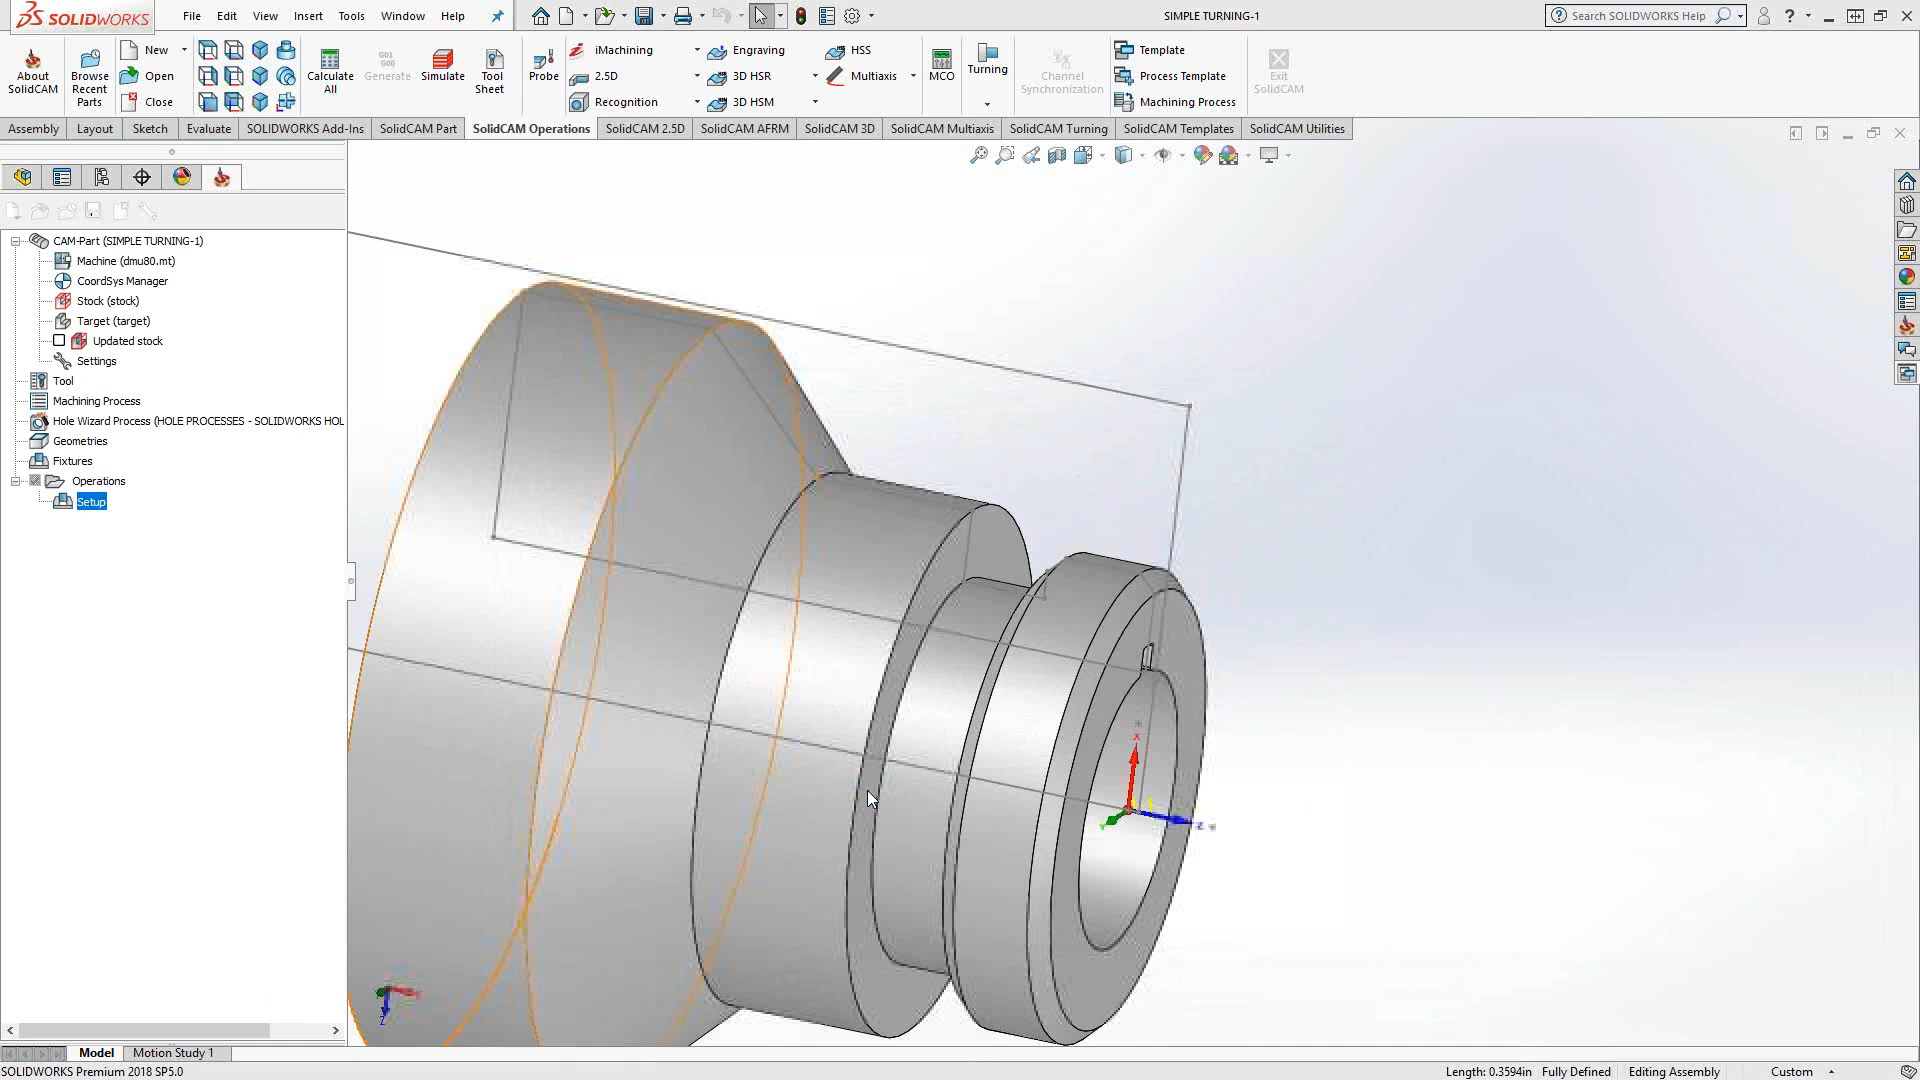 SOLIDWORKS File Edit View Insert Tools Window Help SIMPLE TURNING-1 Search SOLIDWORKS Help
About SolidCAM
Browse Recent Parts
New
Open
Close
Calculate All
G01 G00
Generate
Simulate
Tool Sheet
Probe
iMachining
2.5D
Recognition
Engraving
3D HSR
3D HSM
HSS
Multiaxis
MCO
Turning
Channel Synchronization
Template
Process Template
Machining Process
Exit SolidCAM
Assembly Layout Sketch Evaluate SOLIDWORKS Add-Ins SolidCAM Part SolidCAM Operations SolidCAM 2.5D SolidCAM AFRM SolidCAM 3D SolidCAM Multiaxis SolidCAM Turning SolidCAM Templates SolidCAM Utilities
CAM-Part (SIMPLE TURNING-1)
Machine (dmu80.mt)
CoordSys Manager
Stock (stock)
Target (target)
Updated stock
Settings
Tool
Machining Process
Hole Wizard Process (HOLE PROCESSES - SOLIDWORKS HOL
Geometries
Fixtures
Operations
Setup
X
Y
Z
Z
Model Motion Study 1
SOLIDWORKS Premium 2018 SP5.0 Length: 0.3594in Fully Defined Editing Assembly Custom